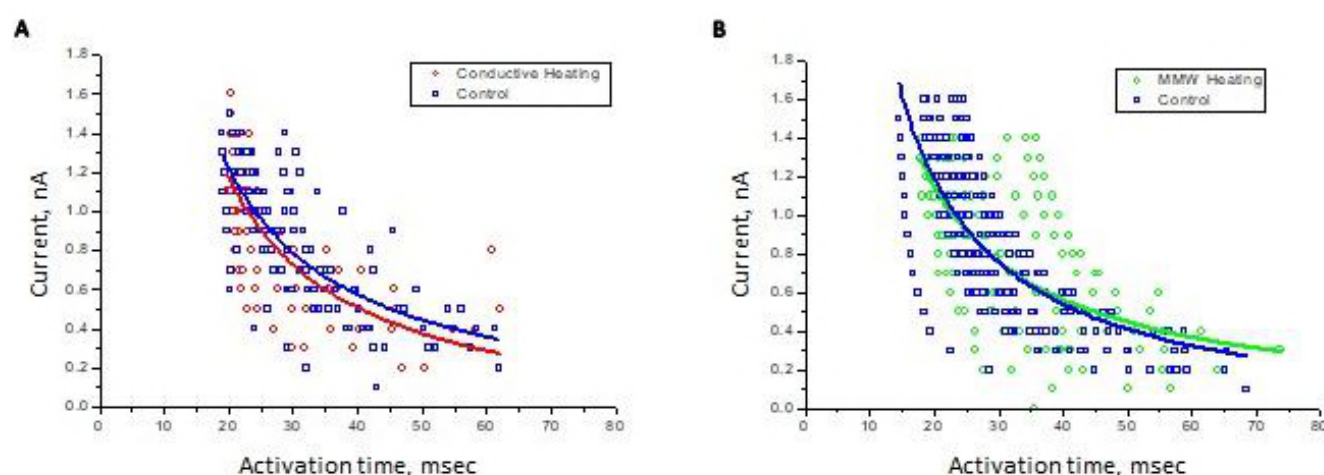 A
Current, nA
1.8
1.6
1.4
1.2
1.0
0.8
0.6
0.4
0.2
0.0
Conductive Heating
Control
0 10 20 30 40 50 60 70 80
Activation time, msec
B
Current, nA
1.8
1.6
1.4
1.2
1.0
0.8
0.6
0.4
0.2
0.0
MMW Heating
Control
0 10 20 30 40 50 60 70 80
Activation time, msec